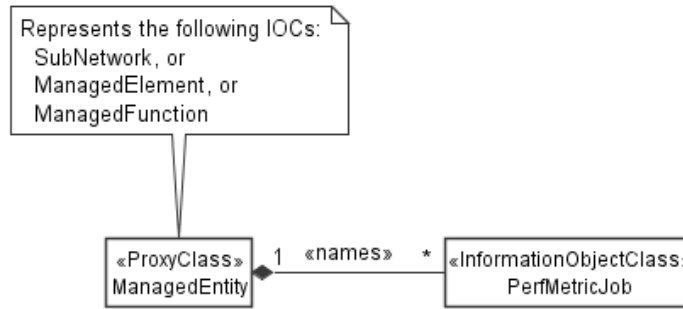 Represents the following IOCs:
SubNetwork, or
ManagedElement, or
ManagedFunction
«ProxyClass»
ManagedEntity
1 «names» *
«InformationObjectClass»
PerfMetricJob